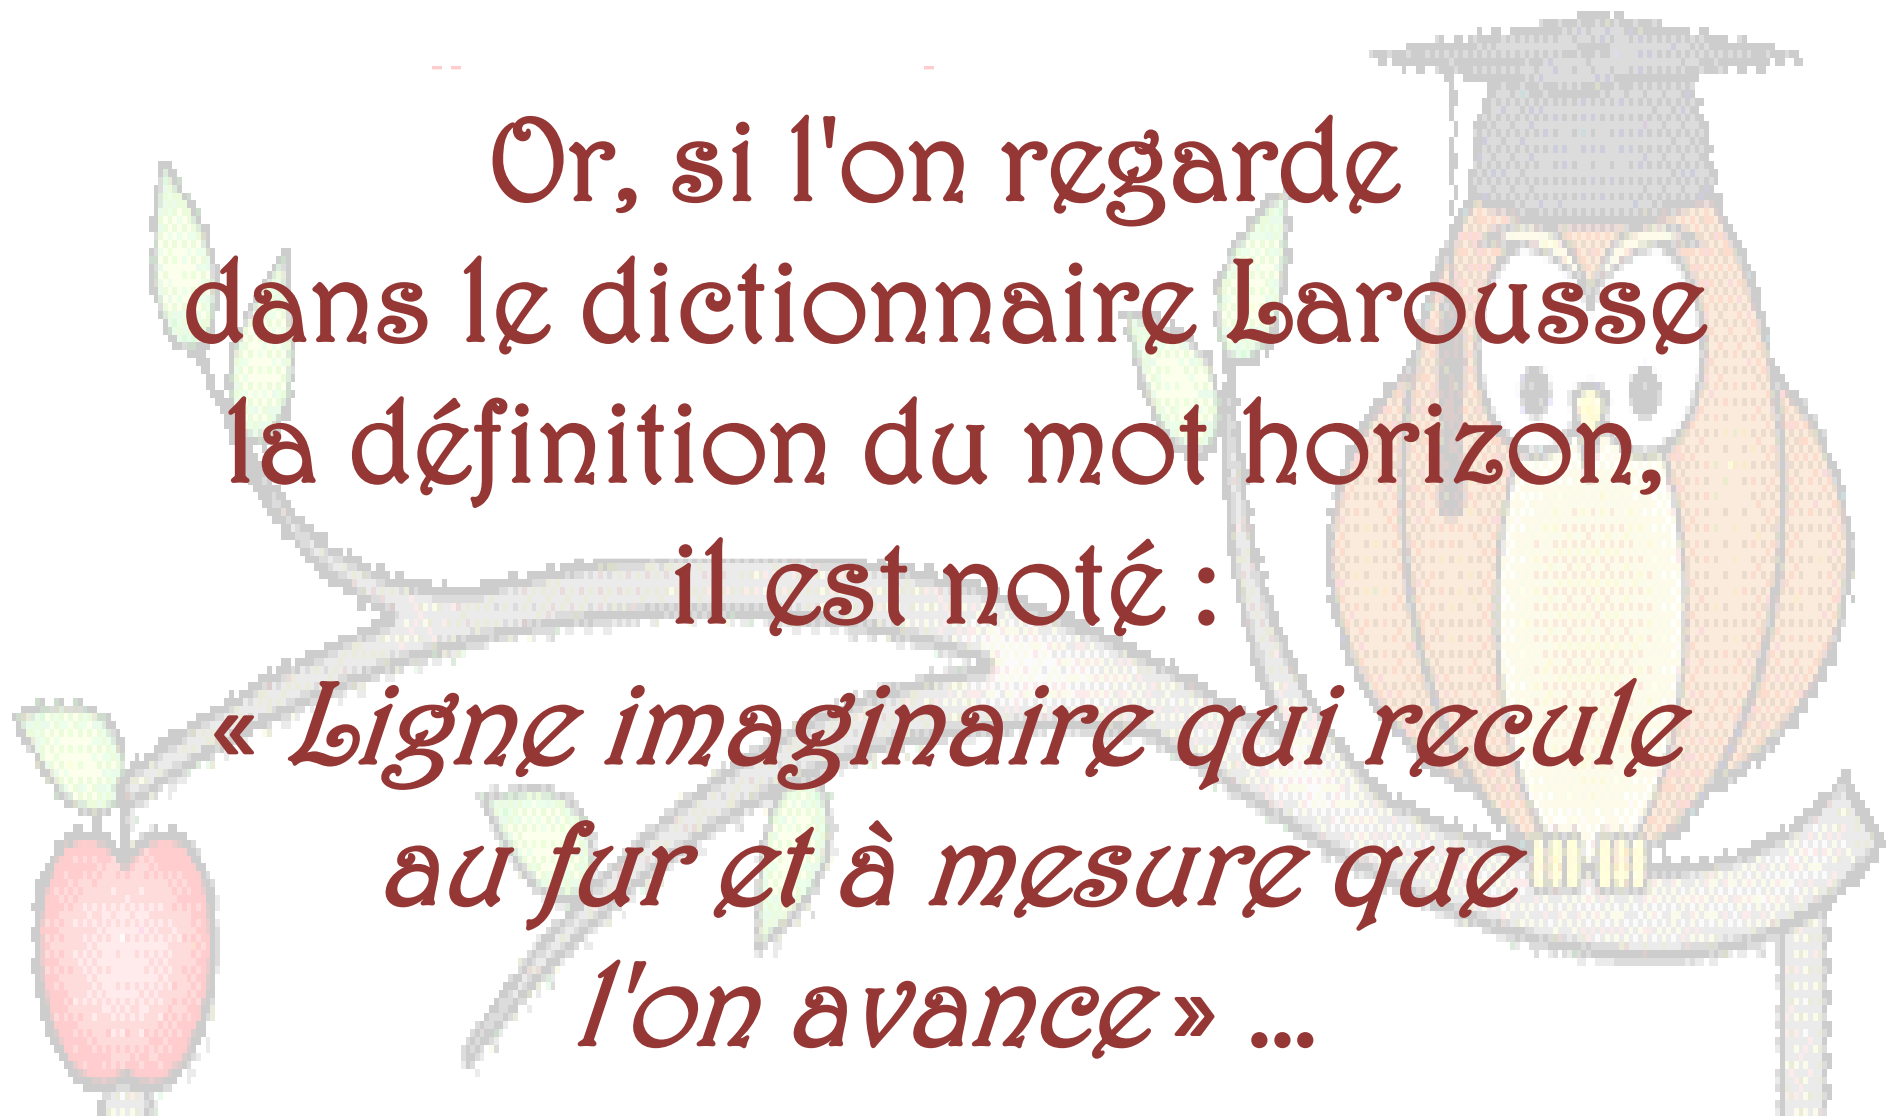 Or, si l'on regarde
dans le dictionnaire Larousse
la définition du mot horizon,
il est noté :
« Ligne imaginaire qui recule
au fur et à mesure que
l'on avance » ...